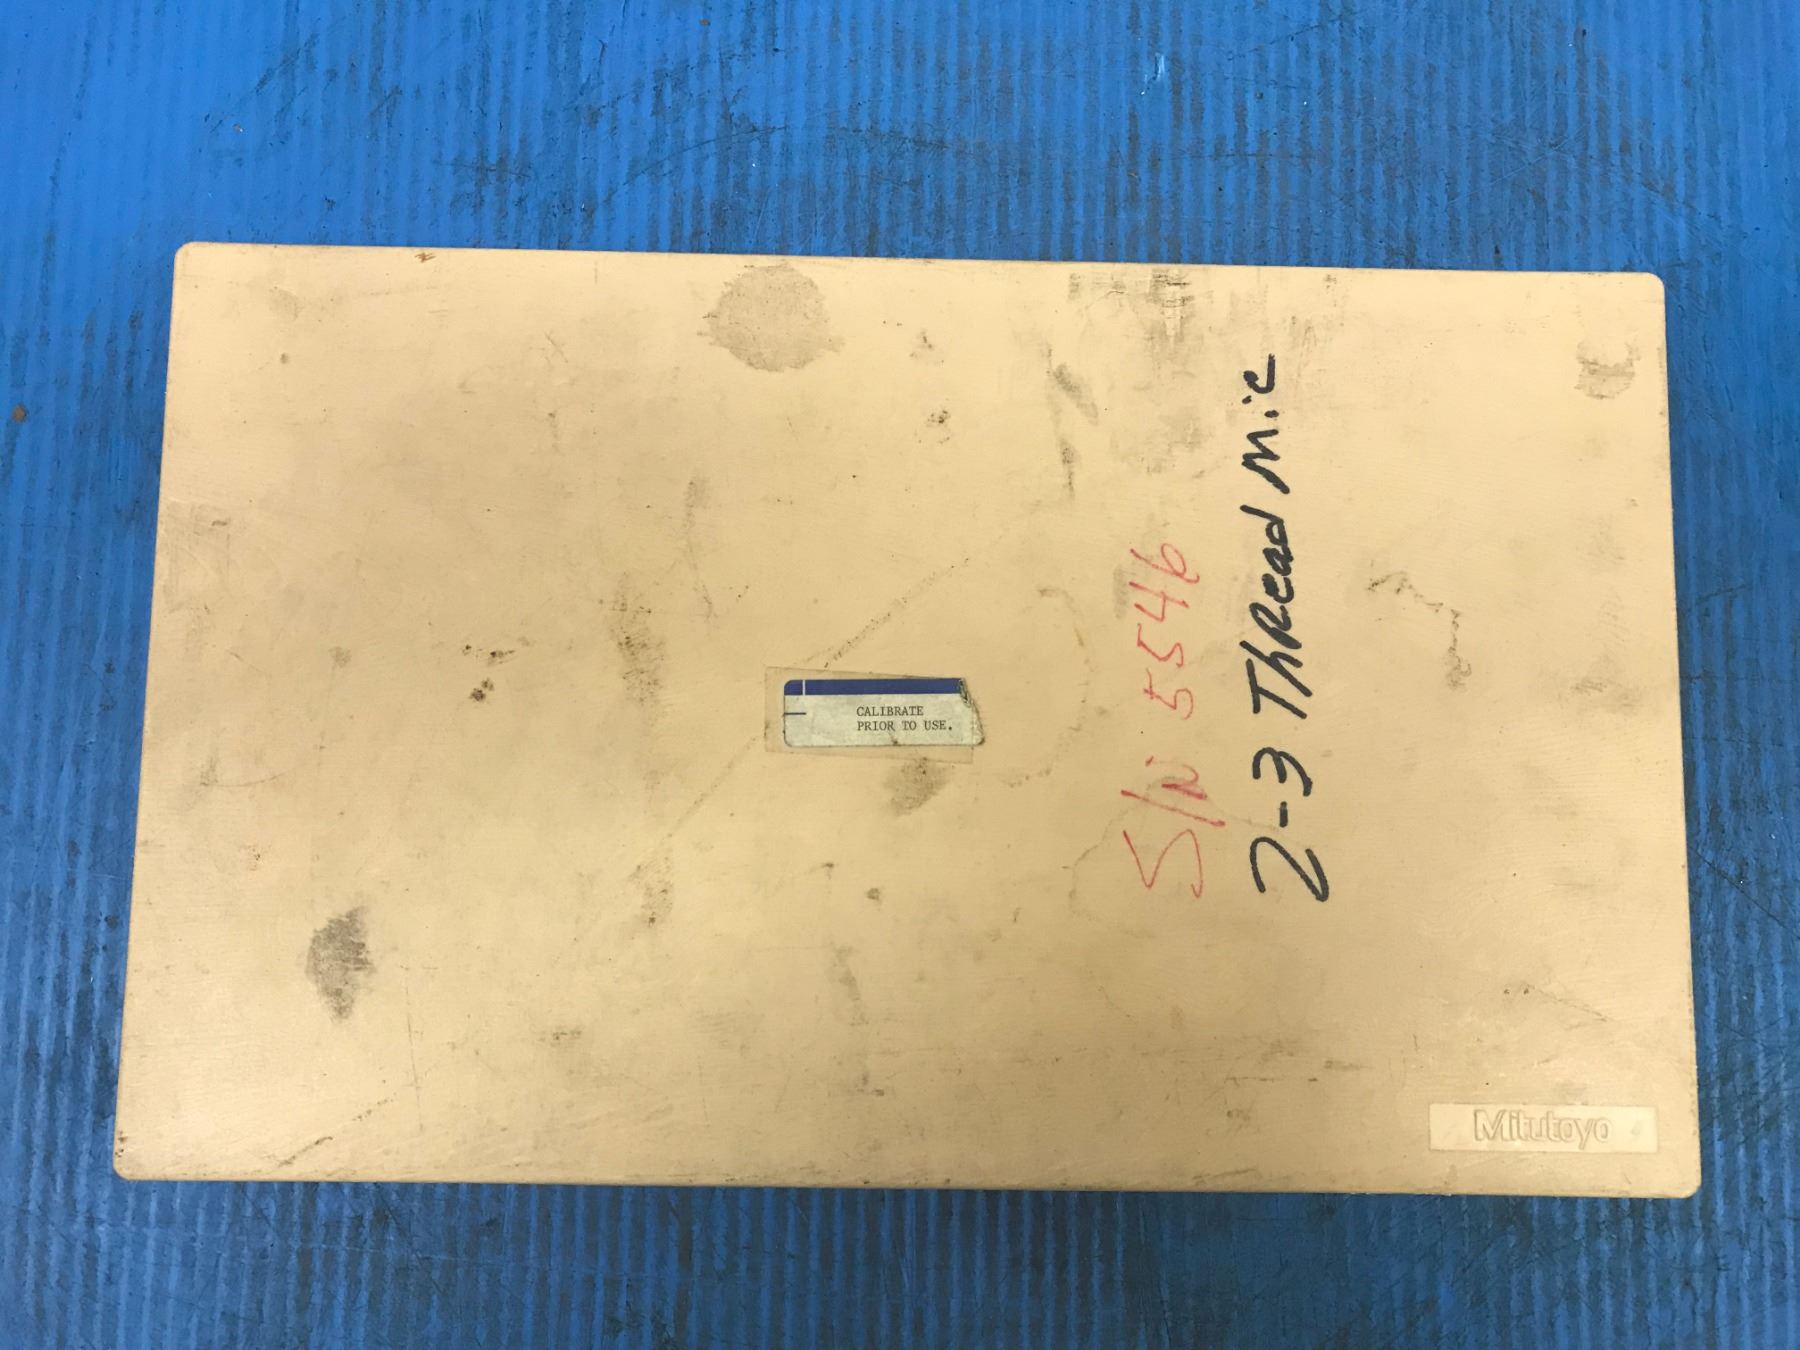 CALIBRATE
PRIOR TO USE.
S/N 5546
2-3 ThRead Mic
Mitutoyo